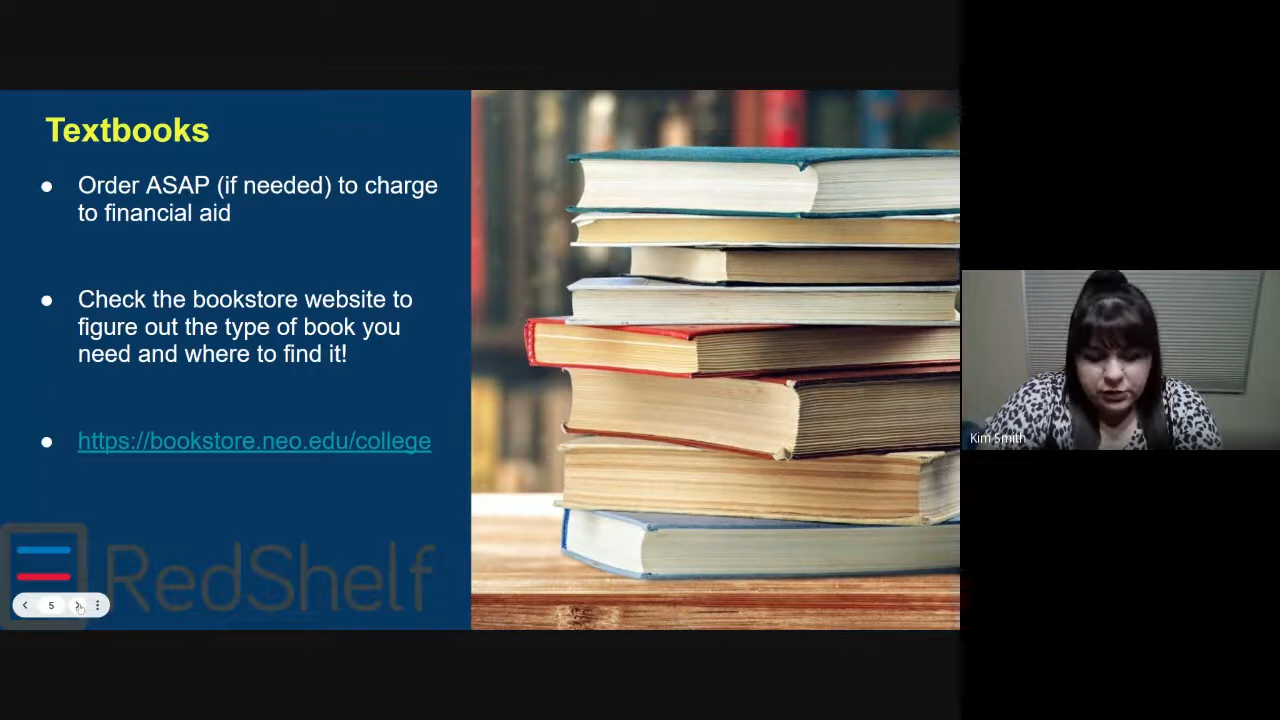 Textbooks
● Order ASAP (if needed) to charge
to financial aid
● Check the bookstore website to
figure out the type of book you
need and where to find it!
● https://bookstore.neo.edu/college
RedShelf
5
Kim Smith